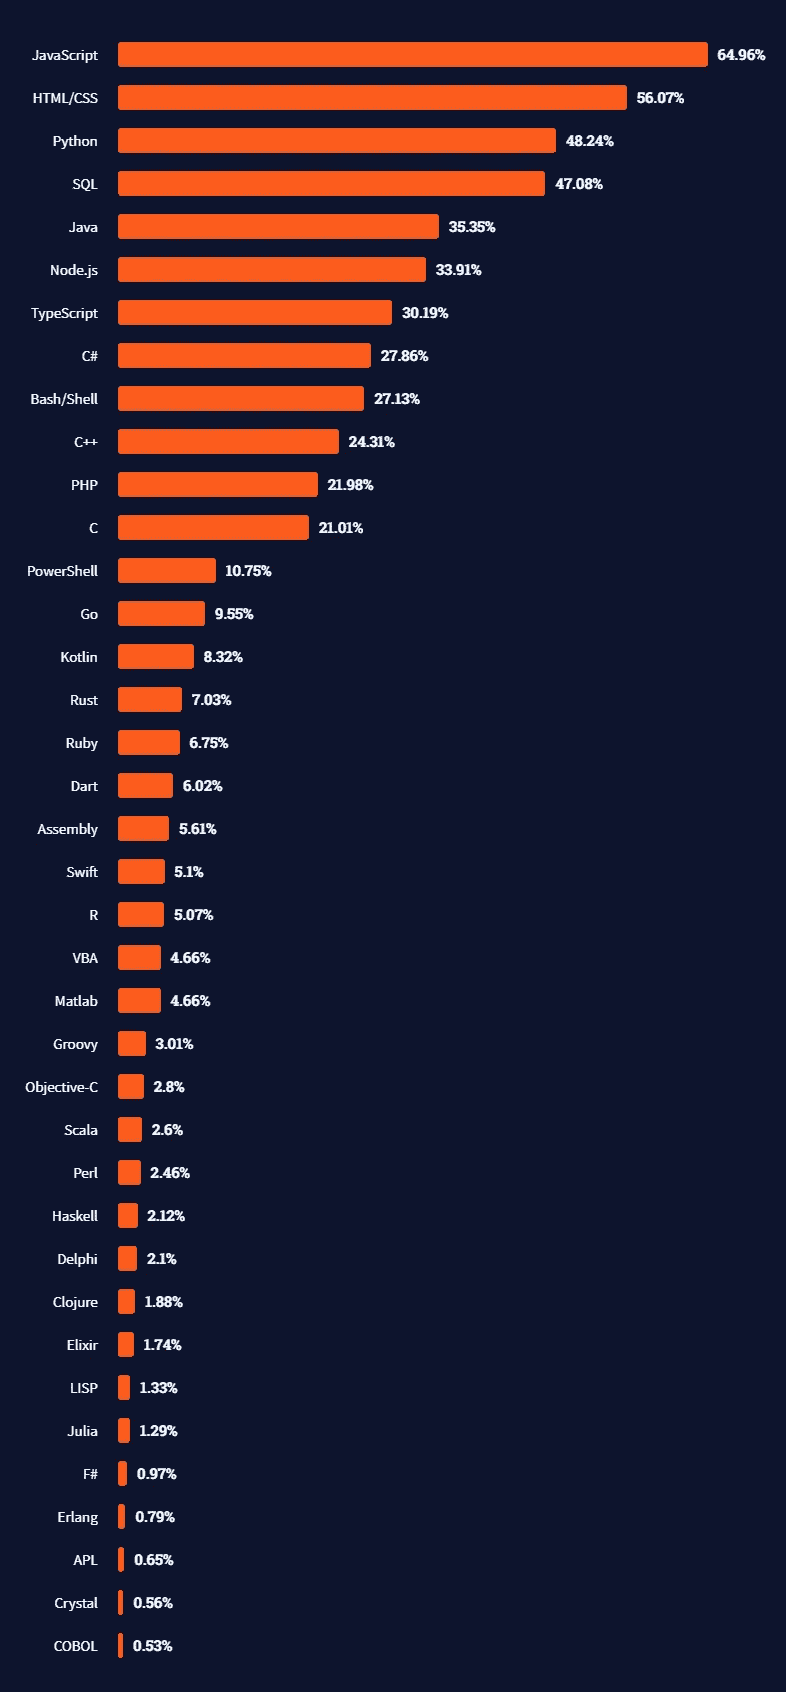 JavaScript 64.96%
HTML/CSS 56.07%
Python 48.24%
SQL 47.08%
Java 35.35%
Node.js 33.91%
TypeScript 30.19%
C# 27.86%
Bash/Shell 27.13%
C++ 24.31%
PHP 21.98%
C 21.01%
PowerShell 10.75%
Go 9.55%
Kotlin 8.32%
Rust 7.03%
Ruby 6.75%
Dart 6.02%
Assembly 5.61%
Swift 5.1%
R 5.07%
VBA 4.66%
Matlab 4.66%
Groovy 3.01%
Objective-C 2.8%
Scala 2.6%
Perl 2.46%
Haskell 2.12%
Delphi 2.1%
Clojure 1.88%
Elixir 1.74%
LISP 1.33%
Julia 1.29%
F# 0.97%
Erlang 0.79%
APL 0.65%
Crystal 0.56%
COBOL 0.53%